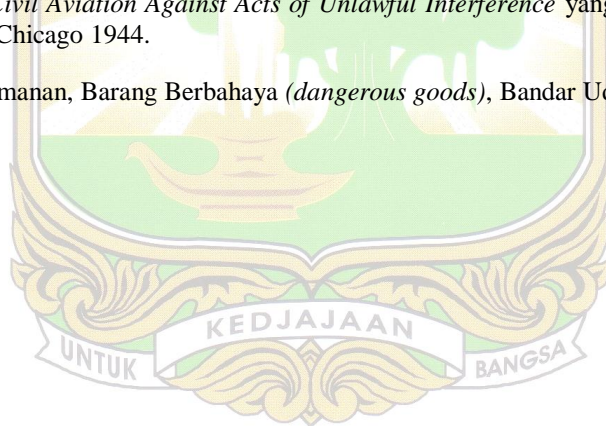 Civil Aviation Against Acts of Unlawful Interference yang
Chicago 1944.
manan, Barang Berbahaya (dangerous goods), Bandar Uc
UNTUK KEDJAJAAN BANGSA